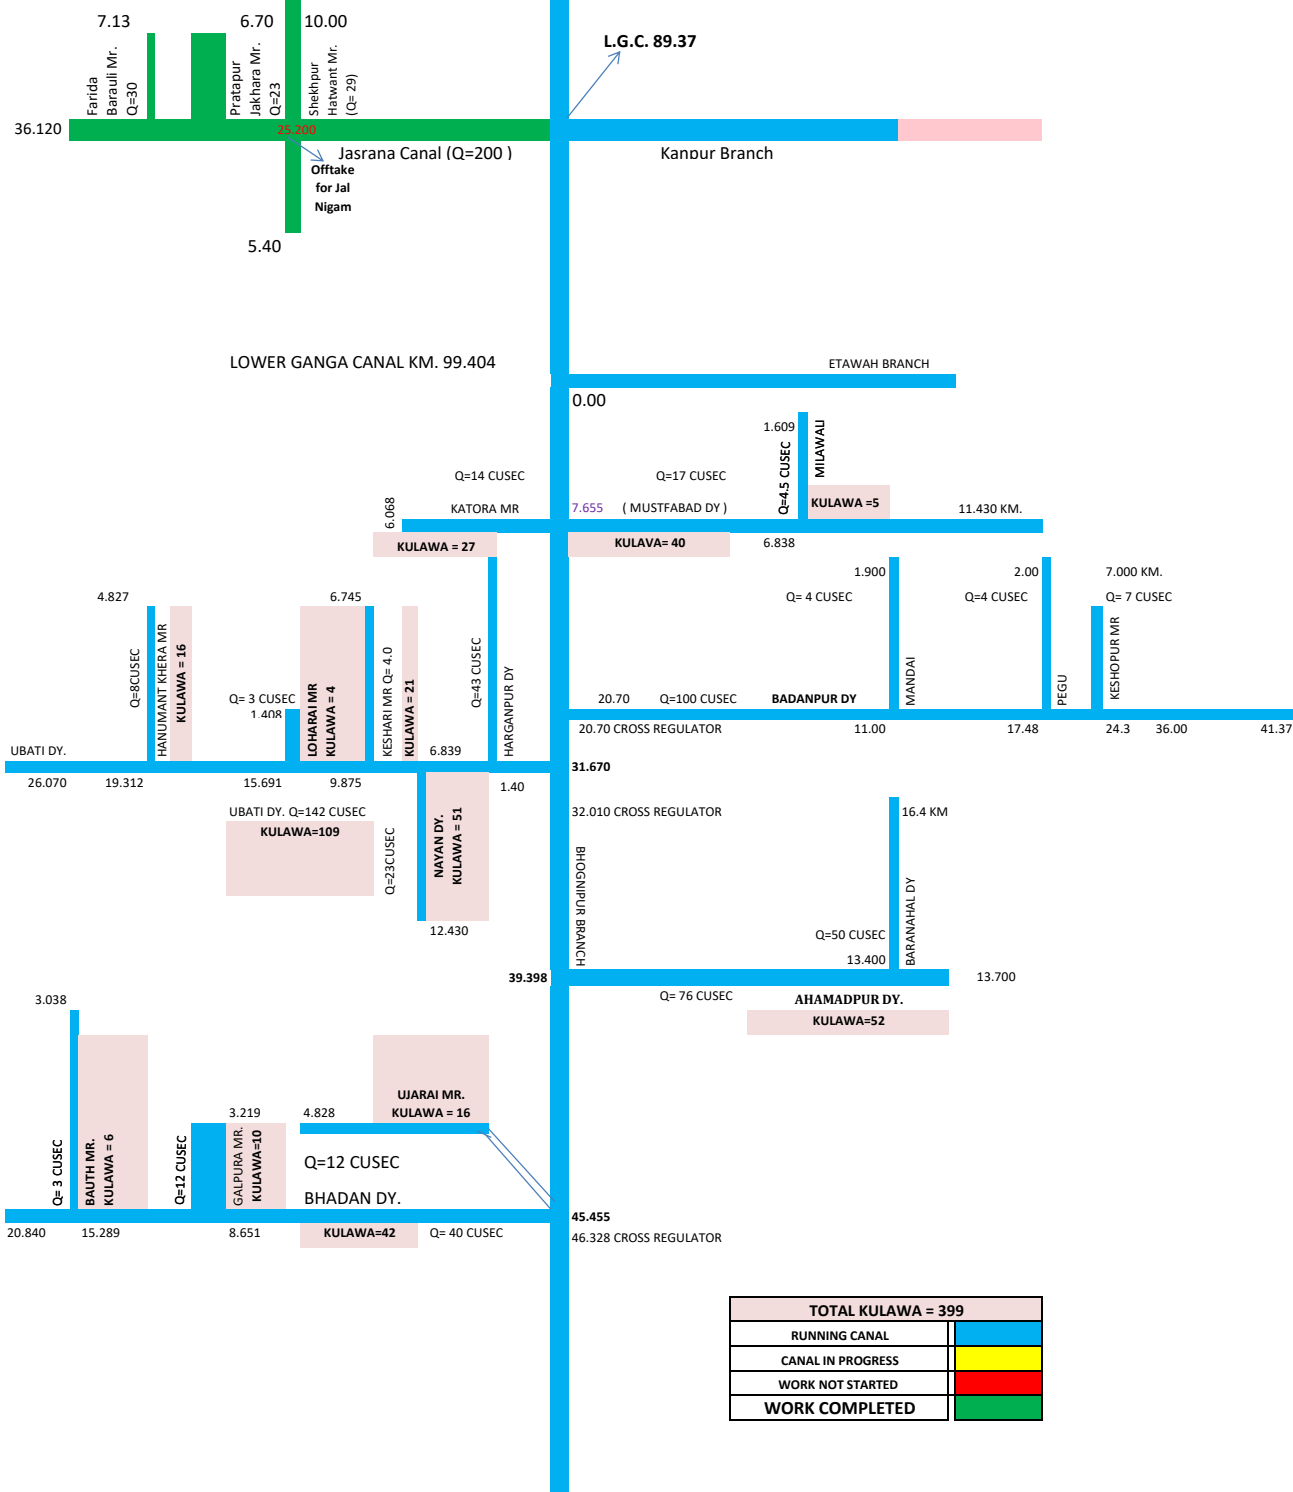 7.13
6.70
10.00
Farida
Barauli Mr.
Q=30
Pratapur
Jakhara Mr.
Q=23
Shekhpur
Hatwant Mr.
(Q= 29)
L.G.C. 89.37
36.120
25.200
Jasrana Canal (Q=200 )
Kanpur Branch
Offtake
for Jal
Nigam
5.40
LOWER GANGA CANAL KM. 99.404
ETAWAH BRANCH
0.00
1.609
Q=4.5 CUSEC
MILAWALI
Q=14 CUSEC
Q=17 CUSEC
KULAWA =5
6.068
KATORA MR
7.655
( MUSTFABAD DY )
11.430 KM.
KULAWA = 27
KULAVA= 40
6.838
1.900
2.00
7.000 KM.
4.827
6.745
Q= 4 CUSEC
Q=4 CUSEC
Q= 7 CUSEC
Q=8CUSEC
HANUMANT KHERA MR
KULAWA = 16
Q= 3 CUSEC
1.408
LOHARAI MR
KULAWA = 4
KESHARI MR Q= 4.0
KULAWA = 21
Q=43 CUSEC
HARGANPUR DY
MANDAI
PEGU
KESHOPUR MR
20.70
Q=100 CUSEC
BADANPUR DY
20.70 CROSS REGULATOR
11.00
17.48
24.3
36.00
41.37
UBATI DY.
6.839
31.670
26.070
19.312
15.691
9.875
1.40
UBATI DY. Q=142 CUSEC
KULAWA=109
Q=23CUSEC
NAYAN DY.
KULAWA = 51
32.010 CROSS REGULATOR
16.4 KM
BHOGNIPUR BRANCH
BARANAHAL DY
12.430
Q=50 CUSEC
13.400
39.398
13.700
3.038
Q= 76 CUSEC
AHAMADPUR DY.
KULAWA=52
UJARAI MR.
KULAWA = 16
3.219
4.828
Q= 3 CUSEC
BAUTH MR.
KULAWA = 6
Q=12 CUSEC
GALPURA MR.
KULAWA=10
Q=12 CUSEC
BHADAN DY.
45.455
20.840
15.289
8.651
KULAWA=42
Q= 40 CUSEC
46.328 CROSS REGULATOR
TOTAL KULAWA = 399
RUNNING CANAL
CANAL IN PROGRESS
WORK NOT STARTED
WORK COMPLETED